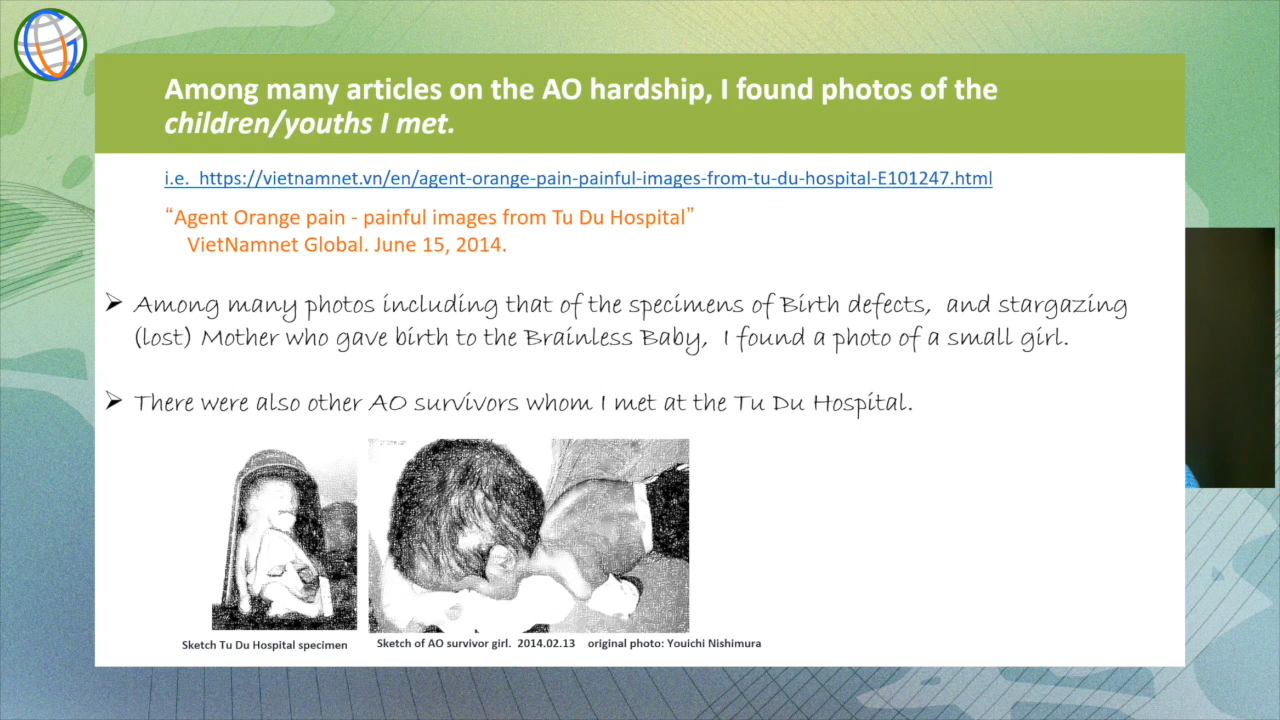 Among many articles on the AO hardship, I found photos of the
children/youths I met.
i.e.  https://vietnamnet.vn/en/agent-orange-pain-painful-images-from-tu-du-hospital-E101247.html
“Agent Orange pain - painful images from Tu Du Hospital”
VietNamnet Global. June 15, 2014.
➢ Among many photos including that of the specimens of Birth defects,  and stargazing
(lost) Mother who gave birth to the Brainless Baby,  I found a photo of a small girl.
➢ There were also other AO survivors whom I met at the Tu Du Hospital.
Sketch Tu Du Hospital specimen
Sketch of AO survivor girl.  2014.02.13    original photo: Youichi Nishimura